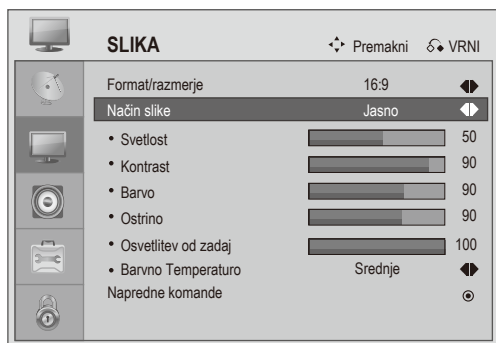 SLIKA Premakni VRNI
Format/razmerje 16:9
Način slike Jasno
• Svetlost 50
• Kontrast 90
• Barvo 90
• Ostrino 90
• Osvetlitev od zadaj 100
• Barvno Temperaturo Srednje
Napredne komande